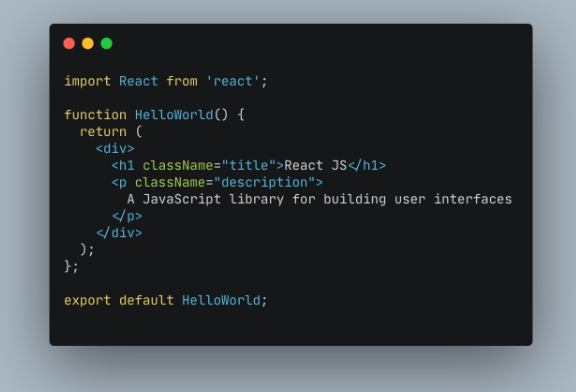 import React from 'react';
function HelloWorld() {
return (
<div>
<h1 className="title">React JS</h1>
<p className="description">
A JavaScript library for building user interfaces
</p>
</div>
);
};
export default HelloWorld;